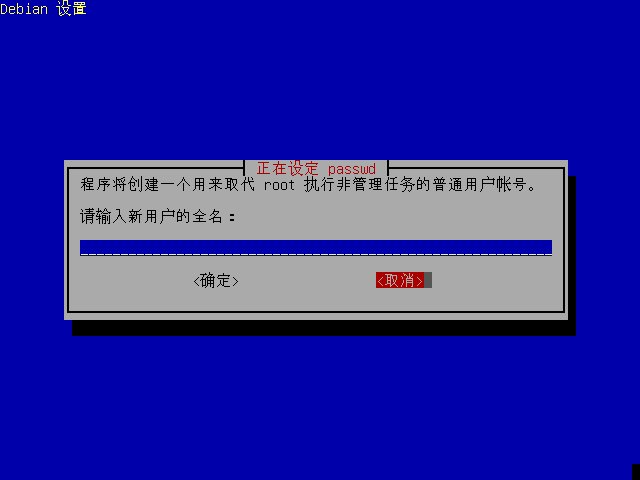 Debian 设置
正在设定 passwd
程序将创建一个用来取代 root 执行非管理任务的普通用户帐号。
请输入新用户的全名：
<确定> <取消>